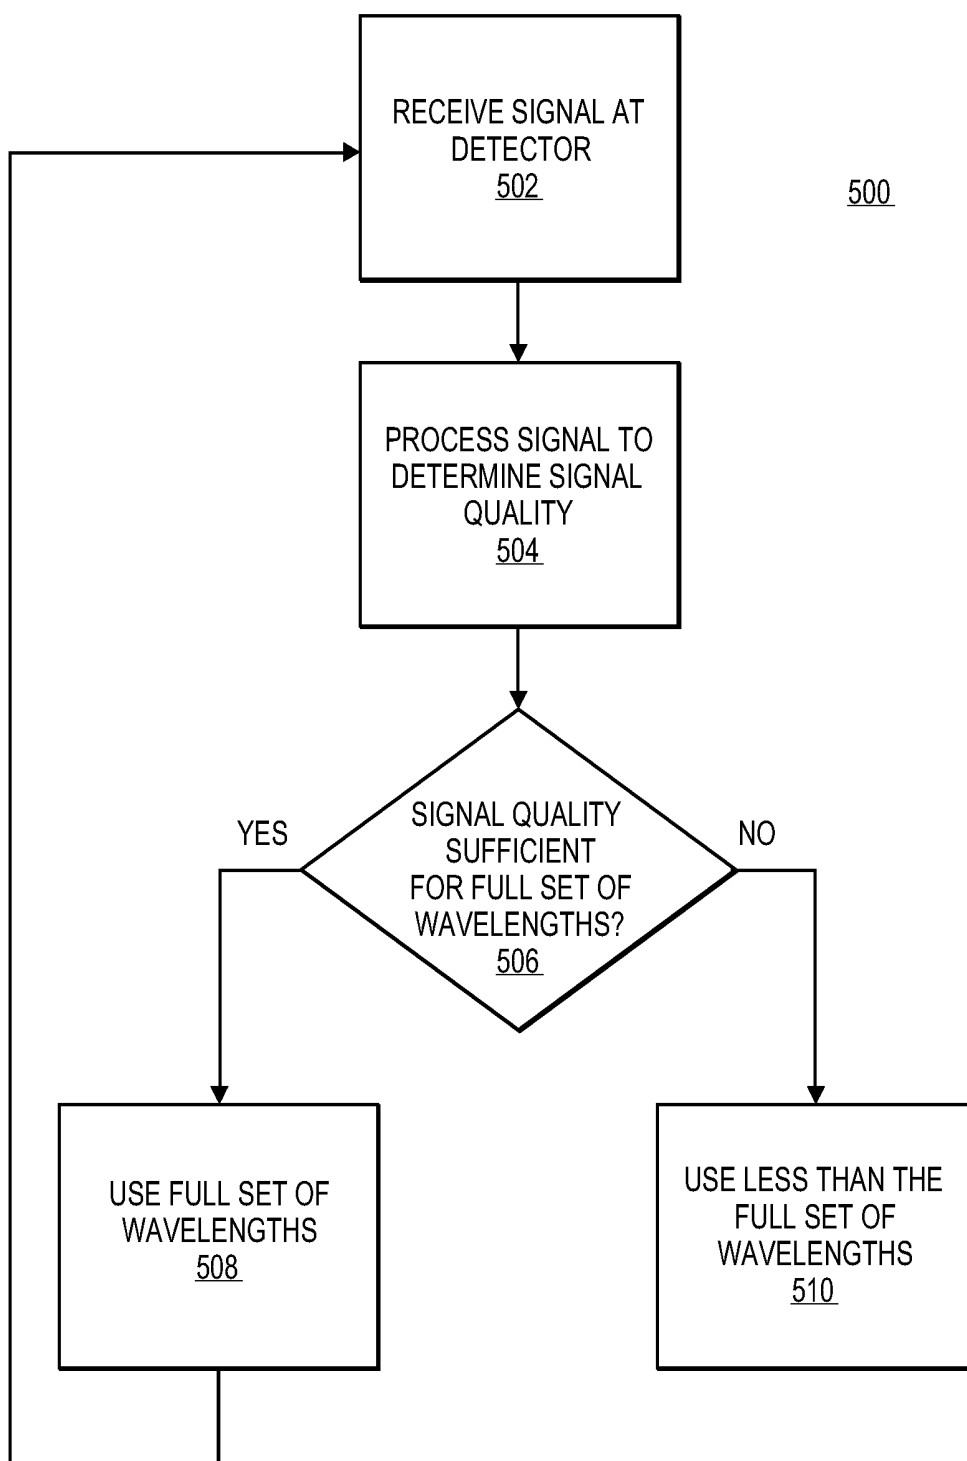 RECEIVE SIGNAL AT
DETECTOR
502
500
PROCESS SIGNAL TO
DETERMINE SIGNAL
QUALITY
504
YES
SIGNAL QUALITY
SUFFICIENT
FOR FULL SET OF
WAVELENGTHS?
506
NO
USE FULL SET OF
WAVELENGTHS
508
USE LESS THAN THE
FULL SET OF
WAVELENGTHS
510